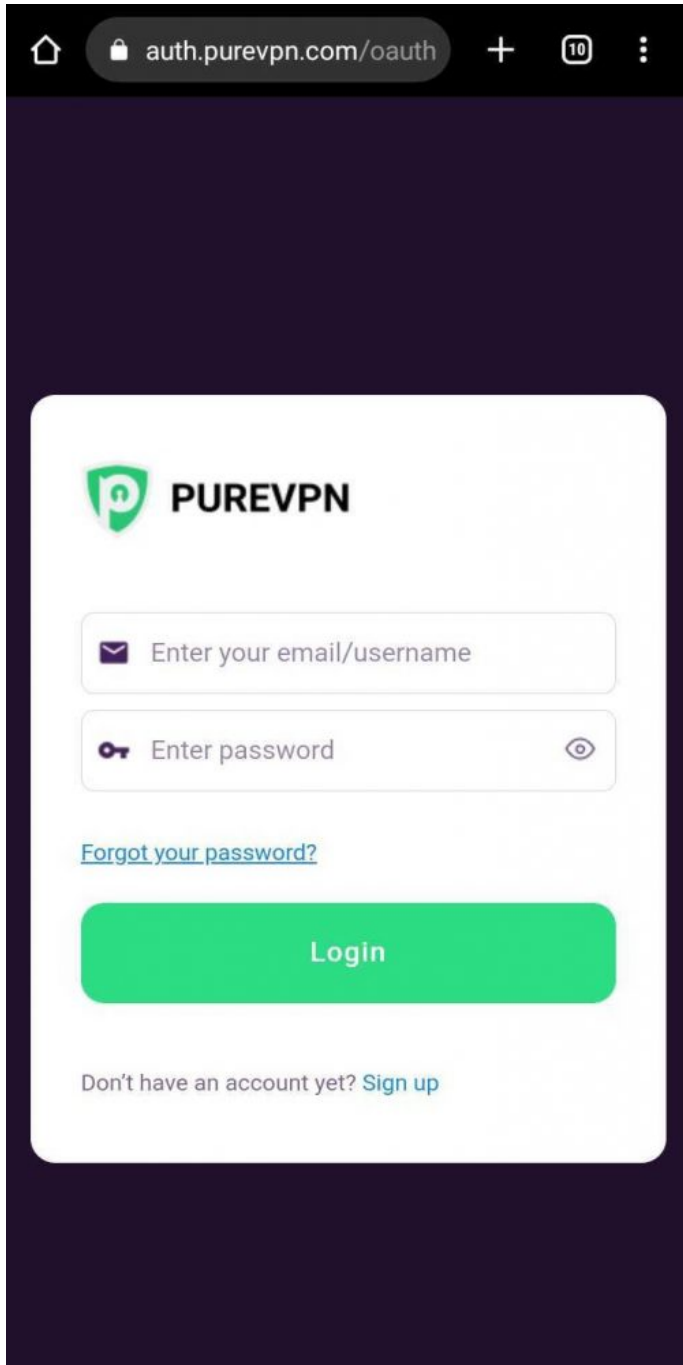 auth.purevpn.com/oauth
10
PUREVPN
Enter your email/username
Enter password
Forgot your password?
Login
Don't have an account yet? Sign up